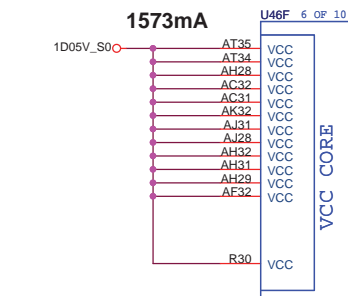 1573mA
U46F 6 OF 10
1D05V_S0
AT35 VCC
AT34 VCC
AH28 VCC
AC32 VCC
AC31 VCC
AK32 VCC
AJ31 VCC
AJ28 VCC
AH32 VCC
AH31 VCC
AH29 VCC
AF32 VCC
R30 VCC
VCC CORE